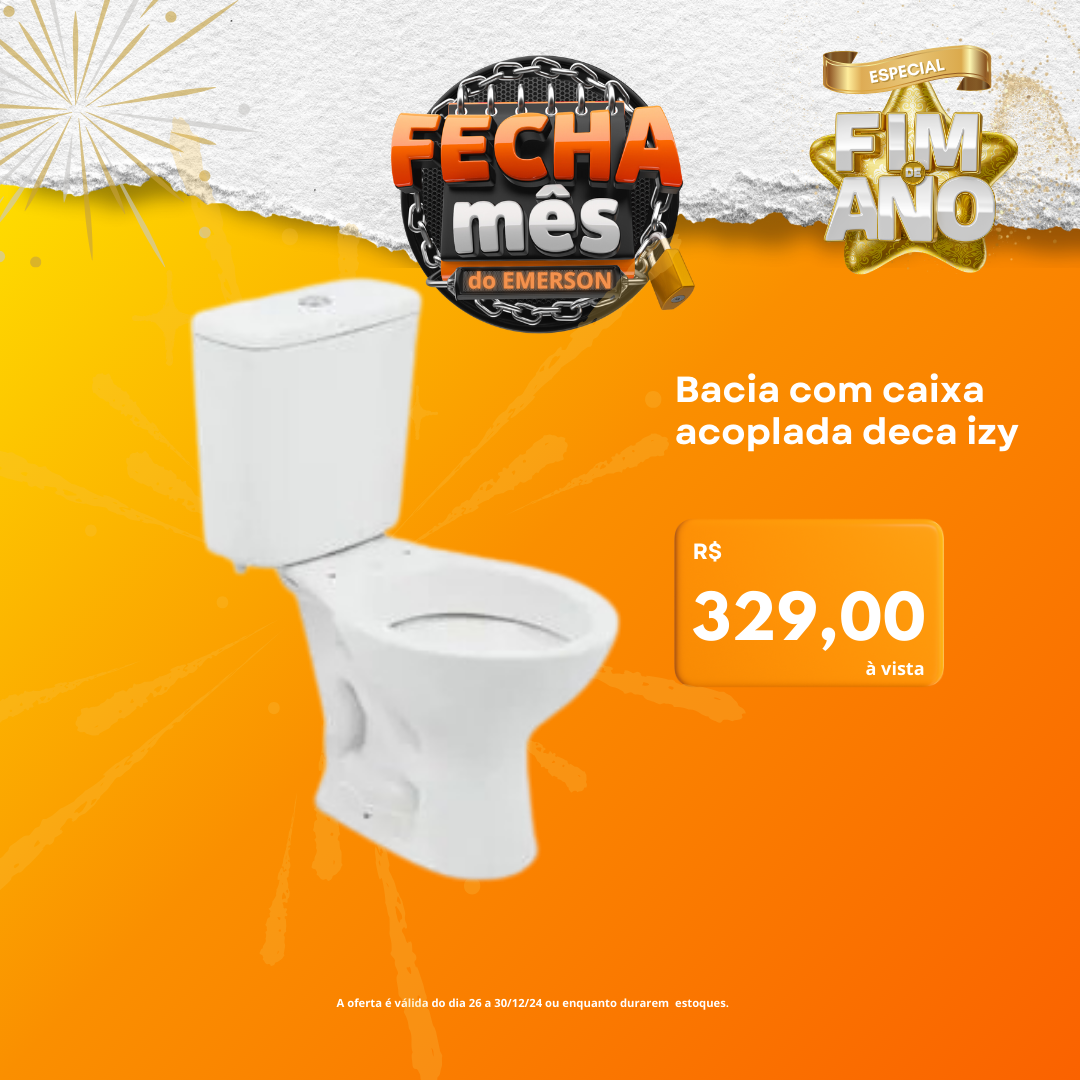 FECHA
mês
do EMERSON
ESPECIAL
FIM
DE
ANO
Bacia com caixa
acoplada deca izy
R$
329,00
à vista
A oferta é válida do dia 26 a 30/12/24 ou enquanto durarem estoques.